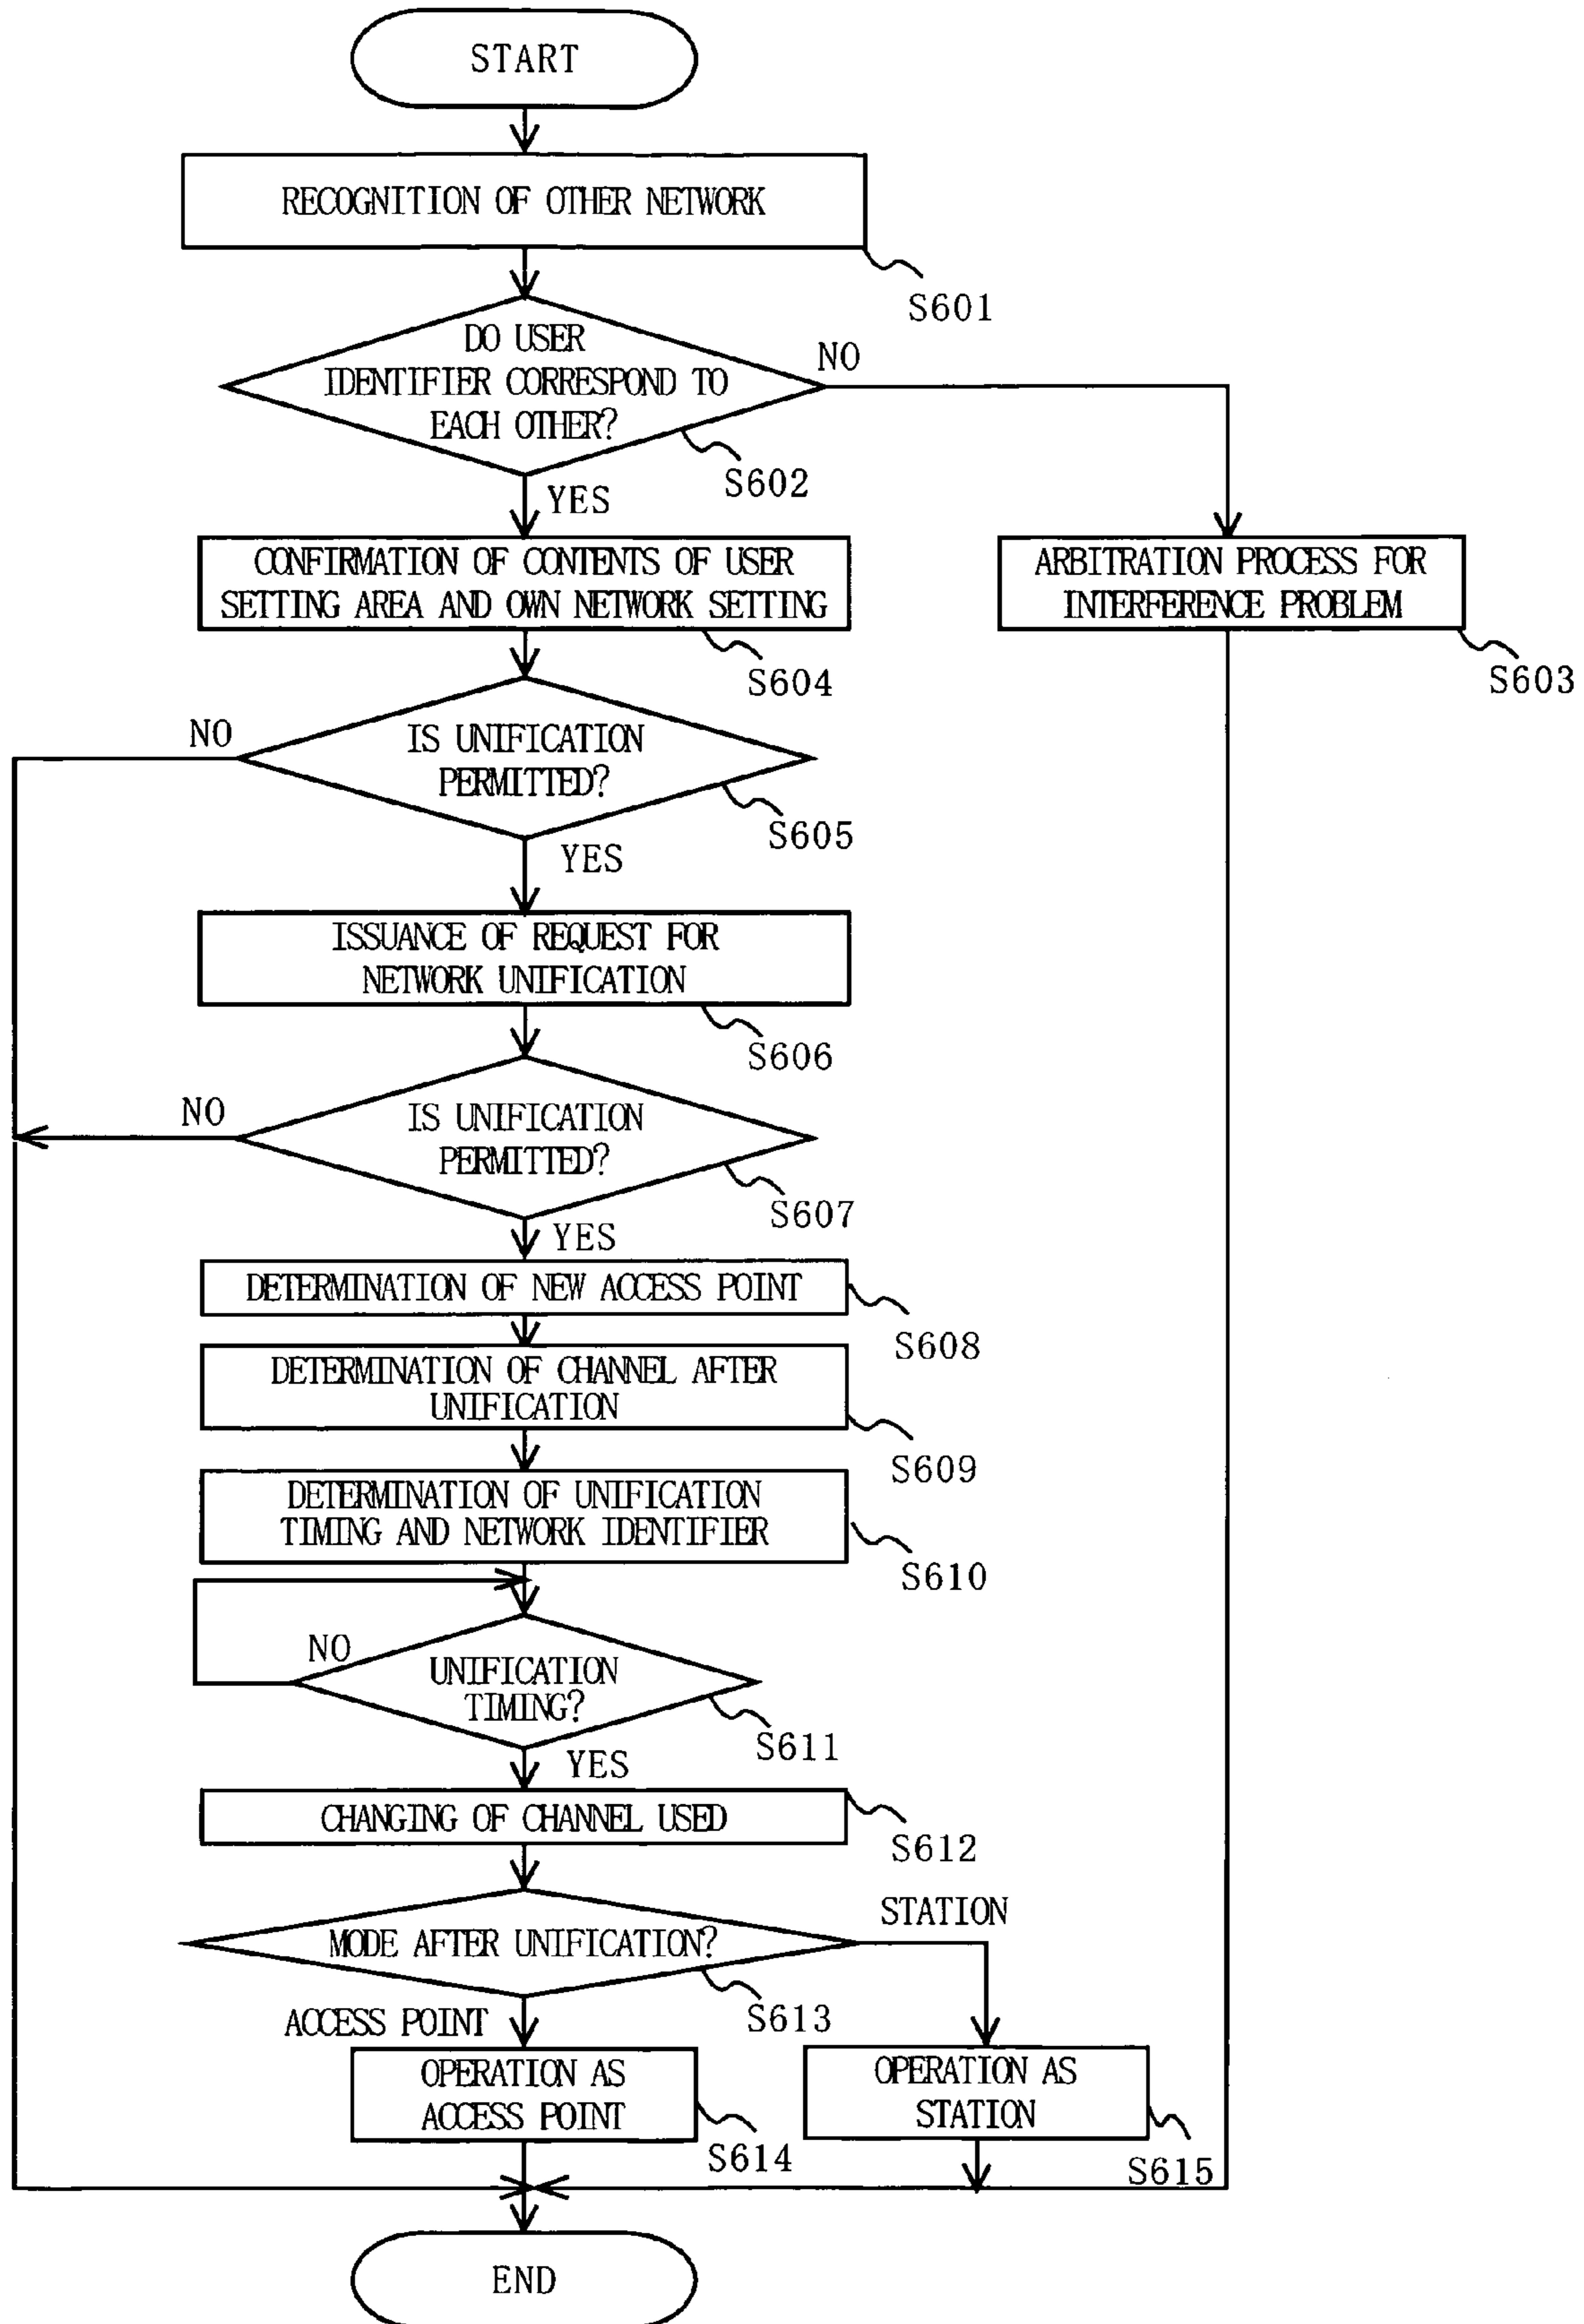 START
RECOGNITION OF OTHER NETWORK
S601
DO USER
IDENTIFIER CORRESPOND TO
EACH OTHER?
NO
S602
YES
CONFIRMATION OF CONTENTS OF USER
SETTING AREA AND OWN NETWORK SETTING
S604
ARBITRATION PROCESS FOR
INTERFERENCE PROBLEM
S603
NO
IS UNIFICATION
PERMITTED?
S605
YES
ISSUANCE OF REQUEST FOR
NETWORK UNIFICATION
S606
NO
IS UNIFICATION
PERMITTED?
S607
YES
DETERMINATION OF NEW ACCESS POINT
S608
DETERMINATION OF CHANNEL AFTER
UNIFICATION
S609
DETERMINATION OF UNIFICATION
TIMING AND NETWORK IDENTIFIER
S610
NO
UNIFICATION
TIMING?
S611
YES
CHANGING OF CHANNEL USED
S612
STATION
MODE AFTER UNIFICATION?
S613
ACCESS POINT
OPERATION AS
ACCESS POINT
S614
OPERATION AS
STATION
S615
END